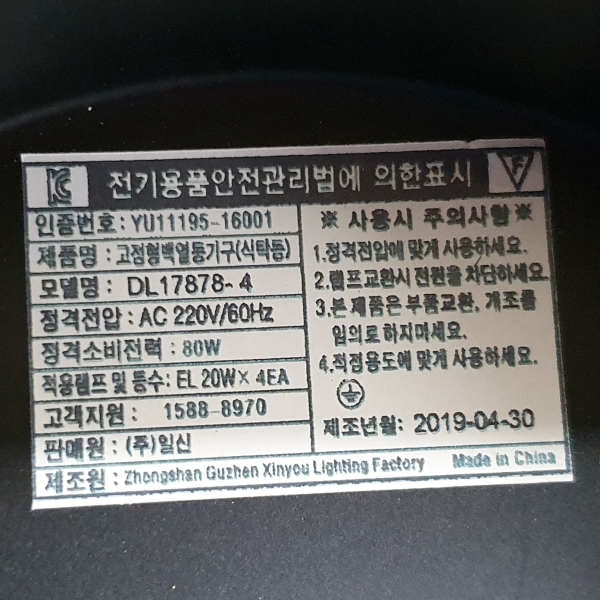 전기용품안전관리법에 의한표시
F
인증번호 : YU11195-16001
제품명 : 고정형백열등기구(식탁등)
모델명 : DL17878-4
정격전압 : AC 220V/60Hz
정격소비전력 : 80W
적용램프 및 등수 : EL 20W× 4EA
고객지원 : 1588-8970
판매원 : (주)일신
※ 사용시 주의사항 ※
1.정격전압에 맞게 사용하세요.
2.램프교환시 전원을 차단하세요.
3.본 제품은 부품교환, 개조를
임의로 하지마세요.
4.적정용도에 맞게 사용하세요.
제조년월: 2019-04-30
제조원 : Zhongshan Guzhen Xinyou Lighting Factory Made in China